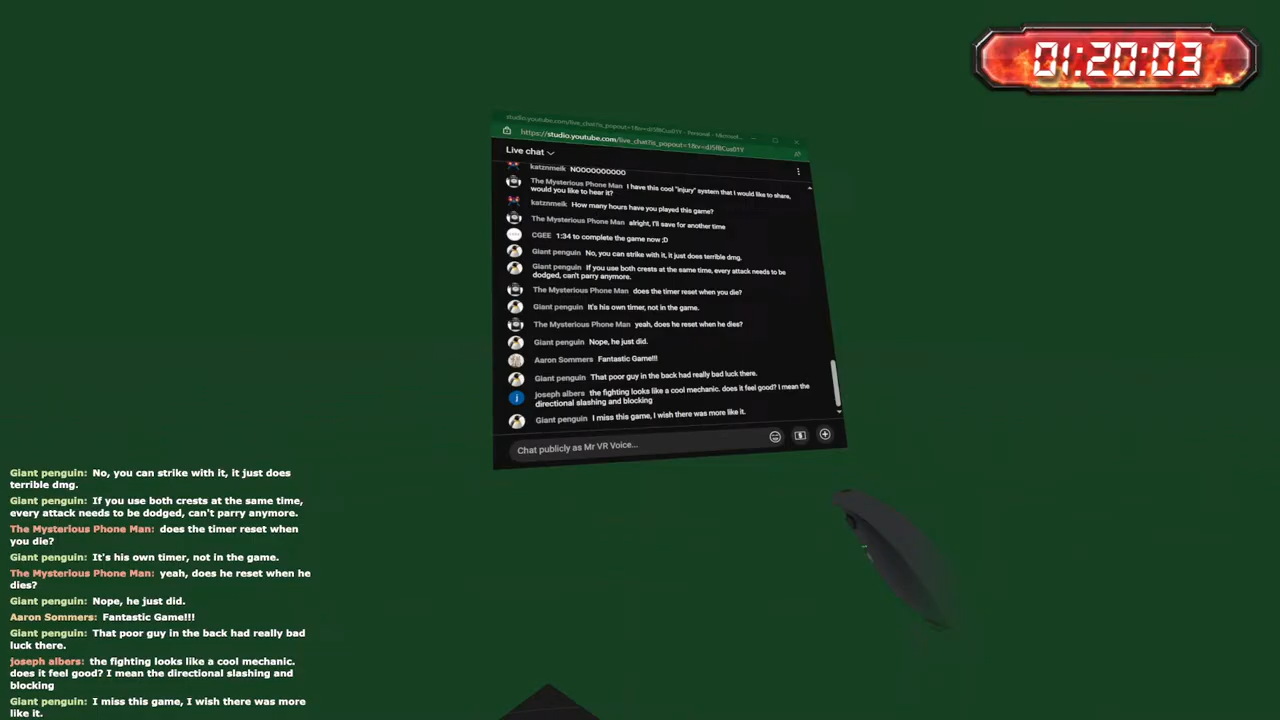 01:20:03
https://studio.youtube.com/live_chat?is_popout=1&v=
Live chat
katznmeik NOOOOOOOOOO
The Mysterious Phone Man I have this cool "injury" system that I would like to share,
would you like to hear it?
katznmeik How many hours have you played this game?
The Mysterious Phone Man alright, I'll save for another time
CGEE 1:34 to complete the game now ;D
Giant penguin No, you can strike with it, it just does terrible dmg.
Giant penguin If you use both crests at the same time, every attack needs to be
dodged, can't parry anymore.
The Mysterious Phone Man does the timer reset when you die?
Giant penguin It's his own timer, not in the game.
The Mysterious Phone Man yeah, does he reset when he dies?
Giant penguin Nope, he just did.
Aaron Sommers Fantastic Game!!!
Giant penguin That poor guy in the back had really bad luck there.
j joseph albers the fighting looks like a cool mechanic. does it feel good? I mean the
directional slashing and blocking
Giant penguin I miss this game, I wish there was more like it.
Chat publicly as Mr VR Voice...
Giant penguin: No, you can strike with it, it just does
terrible dmg.
Giant penguin: If you use both crests at the same time,
every attack needs to be dodged, can't parry anymore.
The Mysterious Phone Man: does the timer reset when
you die?
Giant penguin: It's his own timer, not in the game.
The Mysterious Phone Man: yeah, does he reset when he
dies?
Giant penguin: Nope, he just did.
Aaron Sommers: Fantastic Game!!!
Giant penguin: That poor guy in the back had really bad
luck there.
joseph albers: the fighting looks like a cool mechanic.
does it feel good? I mean the directional slashing and
blocking
Giant penguin: I miss this game, I wish there was more
like it.